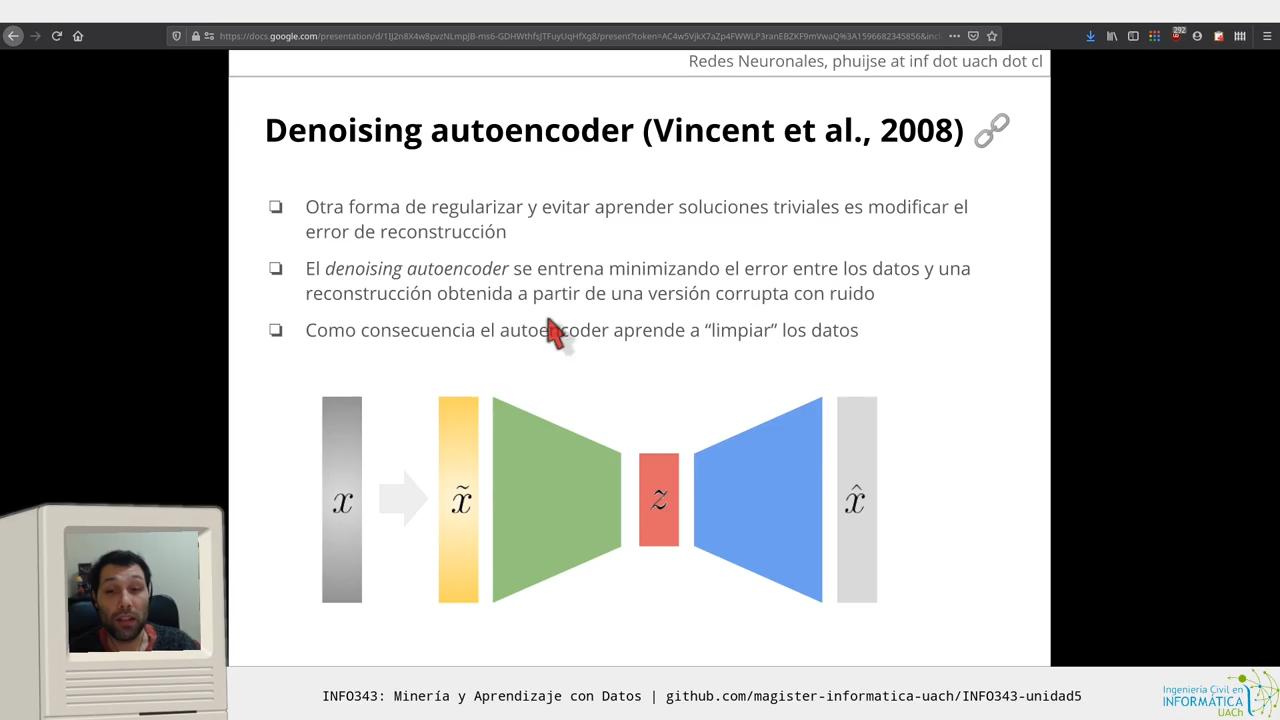 Redes Neuronales, phuijse at inf dot uach dot cl
Denoising autoencoder (Vincent et al., 2008)
Otra forma de regularizar y evitar aprender soluciones triviales es modificar el
error de reconstrucción
El denoising autoencoder se entrena minimizando el error entre los datos y una
reconstrucción obtenida a partir de una versión corrupta con ruido
Como consecuencia el autoencoder aprende a “limpiar” los datos
x x̃ z x̂
INFO343: Minería y Aprendizaje con Datos | github.com/magister-informatica-uach/INFO343-unidad5
Ingeniería Civil en
INFORMÁTICA
UACh
292